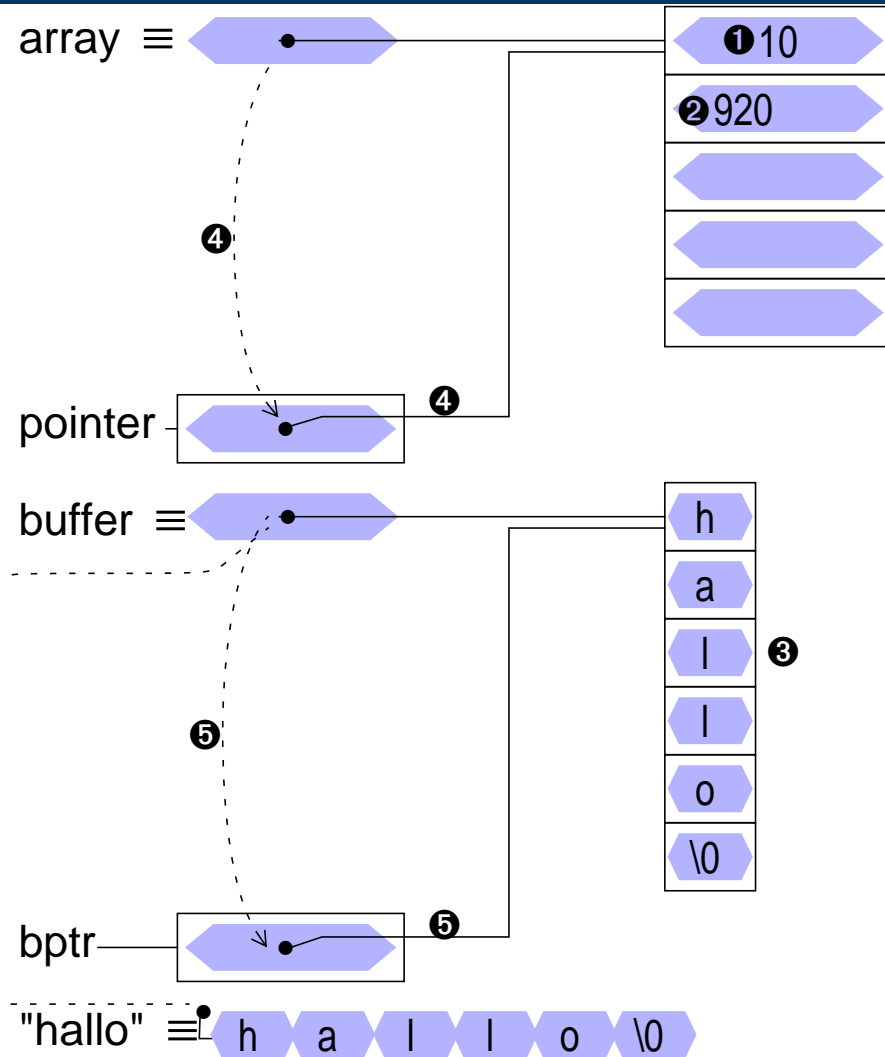 array ≡ ❶10
❷920
❹
pointer ❹
buffer ≡ h
a
l ❸
l
❺
o
\0
bptr ❺
"hallo" ≡ h a l l o \0